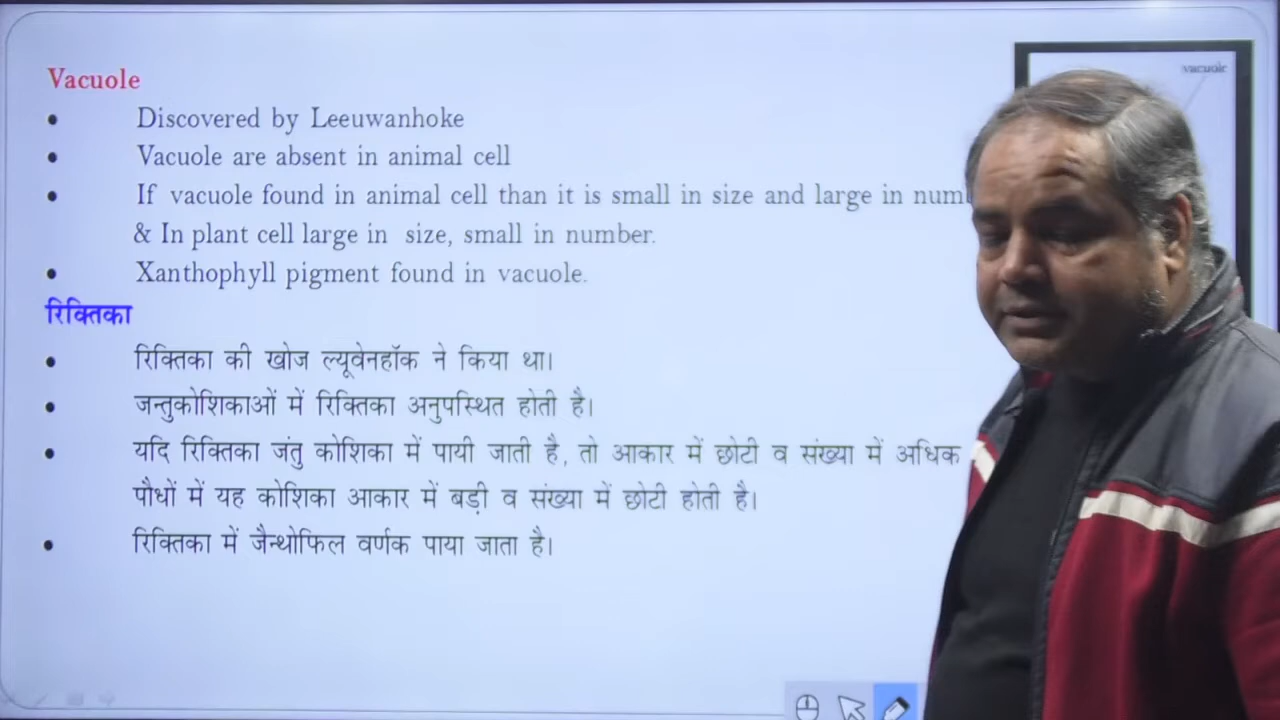 Vacuole
• Discovered by Leeuwanhoke
• Vacuole are absent in animal cell
• If vacuole found in animal cell than it is small in size and large in
& In plant cell large in size, small in number.
• Xanthophyll pigment found in vacuole.
रिक्तिका
• रिक्तिका की खोज ल्यूवेनहॉक ने किया था।
• जन्तुकोशिकाओं में रिक्तिका अनुपस्थित होती है।
• यदि रिक्तिका जंतु कोशिका में पायी जाती है, तो आकार में छोटी व संख्या में अधिक
पौधों में यह कोशिका आकार में बड़ी व संख्या में छोटी होती है।
• रिक्तिका में जैन्थोफिल वर्णक पाया जाता है।
vacuole